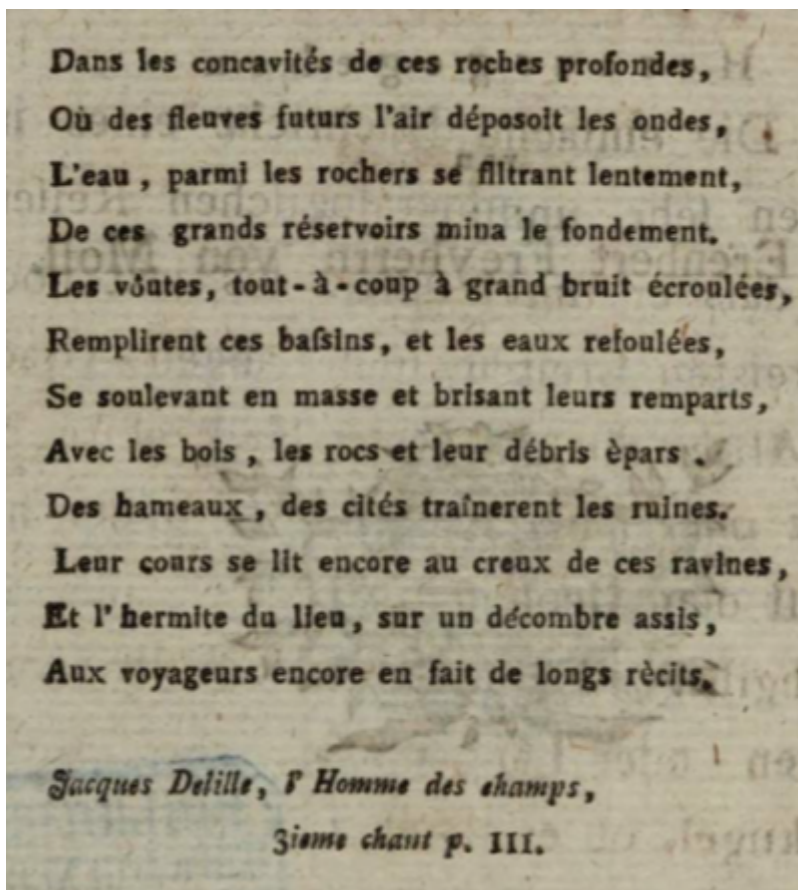 Dans les concavités de ces roches profondes,
Où des fleuves futurs l'air déposoit les ondes,
L'eau, parmi les rochers se filtrant lentement,
De ces grands réservoirs mina le fondement.
Les vôutes, tout-à-coup à grand bruit écroulées,
Remplirent ces baſsins, et les eaux refoulées,
Se soulevant en masse et brisant leurs remparts,
Avec les bois, les rocs et leur débris èpars.
Des hameaux, des cités traînerent les ruines.
Leur cours se lit encore au creux de ces ravines,
Et l'hermite du lieu, sur un décombre assis,
Aux voyageurs encore en fait de longs rècits.
Jacques Delille, l'Homme des champs,
3ieme chant p. III.